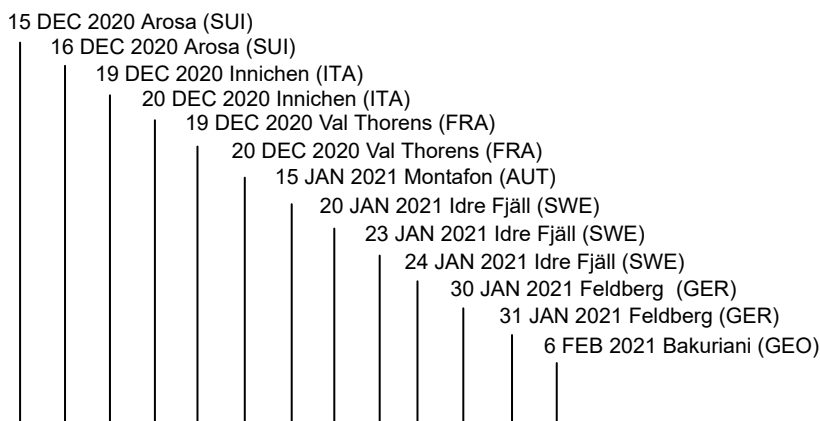 15 DEC 2020 Arosa (SUI)
16 DEC 2020 Arosa (SUI)
19 DEC 2020 Innichen (ITA)
20 DEC 2020 Innichen (ITA)
19 DEC 2020 Val Thorens (FRA)
20 DEC 2020 Val Thorens (FRA)
15 JAN 2021 Montafon (AUT)
20 JAN 2021 Idre Fjäll (SWE)
23 JAN 2021 Idre Fjäll (SWE)
24 JAN 2021 Idre Fjäll (SWE)
30 JAN 2021 Feldberg  (GER)
31 JAN 2021 Feldberg (GER)
6 FEB 2021 Bakuriani (GEO)